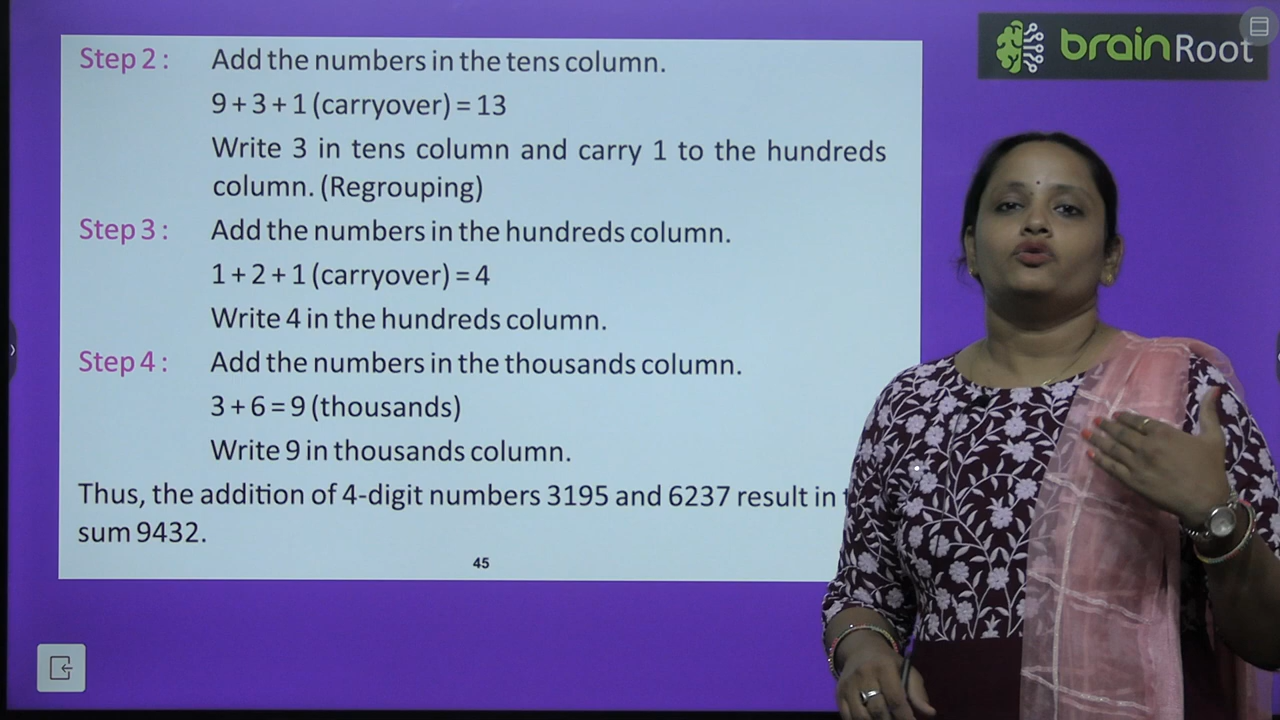 brainRoot
Step 2 : Add the numbers in the tens column.
9 + 3 + 1 (carryover) = 13
Write 3 in tens column and carry 1 to the hundreds
column. (Regrouping)
Step 3 : Add the numbers in the hundreds column.
1 + 2 + 1 (carryover) = 4
Write 4 in the hundreds column.
Step 4 : Add the numbers in the thousands column.
3 + 6 = 9 (thousands)
Write 9 in thousands column.
Thus, the addition of 4-digit numbers 3195 and 6237 result in
sum 9432.
45